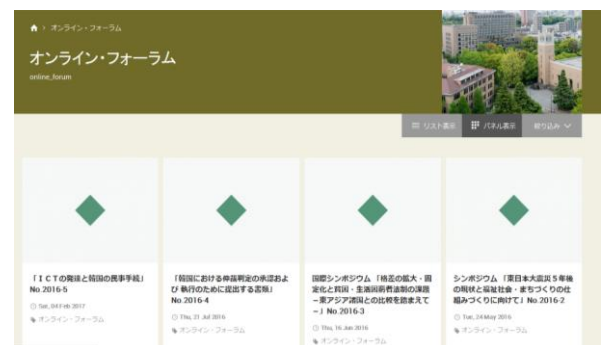 オンライン・フォーラム
オンライン・フォーラム
online_forum
リスト表示 パネル表示 絞り込み
「ＩＣＴの発達と韓国の民事手続」
No.2016-5
Sat, 04 Feb 2017
オンライン・フォーラム
「韓国における仲裁判定の承認およ
び 執行のために提出する書類」
No.2016-4
Thu, 21 Jul 2016
オンライン・フォーラム
国際シンポジウム 「格差の拡大・固
定化と貧困・生活困窮者法制の課題
－東アジア諸国との比較を踏まえて
－」No.2016-3
Thu, 16 Jun 2016
オンライン・フォーラム
シンポジウム 「東日本大震災５年後
の現状と福祉社会・まちづくりの仕
組みづくりに向けて」No.2016-2
Tue, 24 May 2016
オンライン・フォーラム